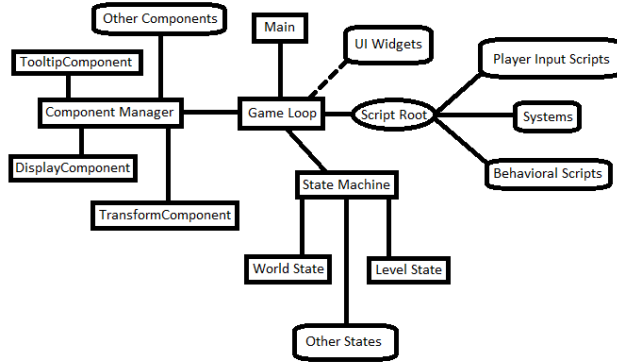 Other Components
Main
UI Widgets
Player Input Scripts
TooltipComponent
Component Manager
Game Loop
Script Root
Systems
DisplayComponent
Behavioral Scripts
State Machine
TransformComponent
World State
Level State
Other States